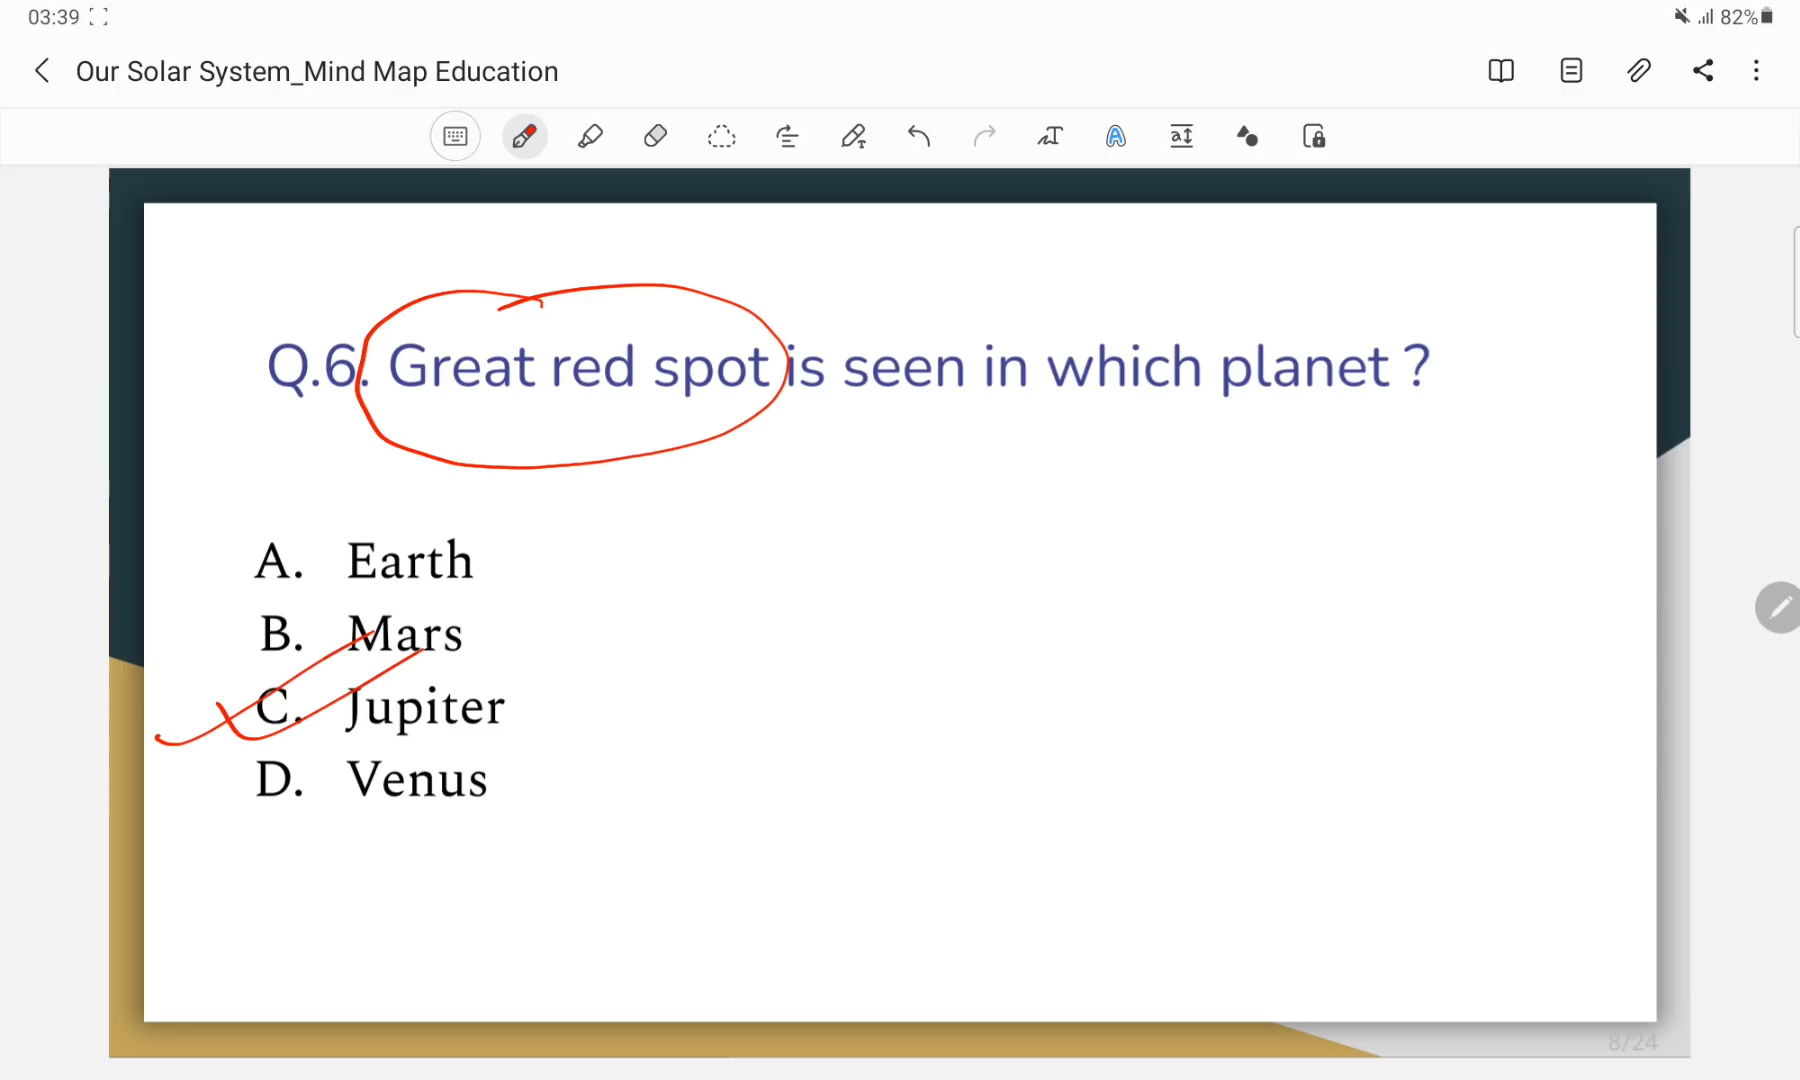 03:39
82%
Our Solar System_Mind Map Education
Q.6. Great red spot is seen in which planet ?
A. Earth
B. Mars
C. Jupiter
D. Venus
8/24